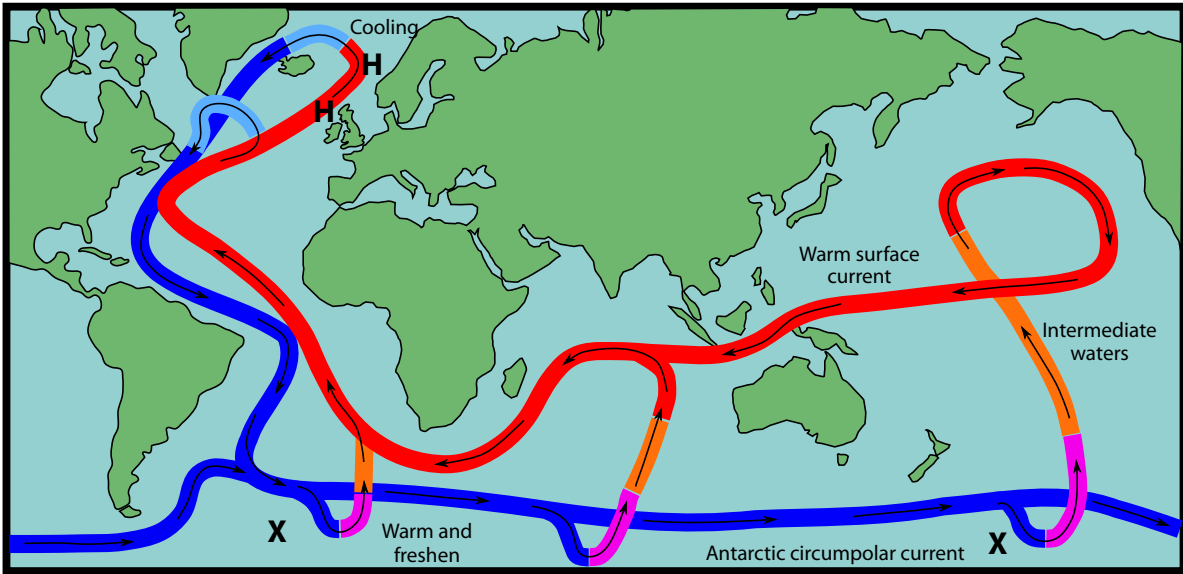 Cooling
H
H
Warm surface
current
Intermediate
waters
X
Warm and
freshen
Antarctic circumpolar current
X